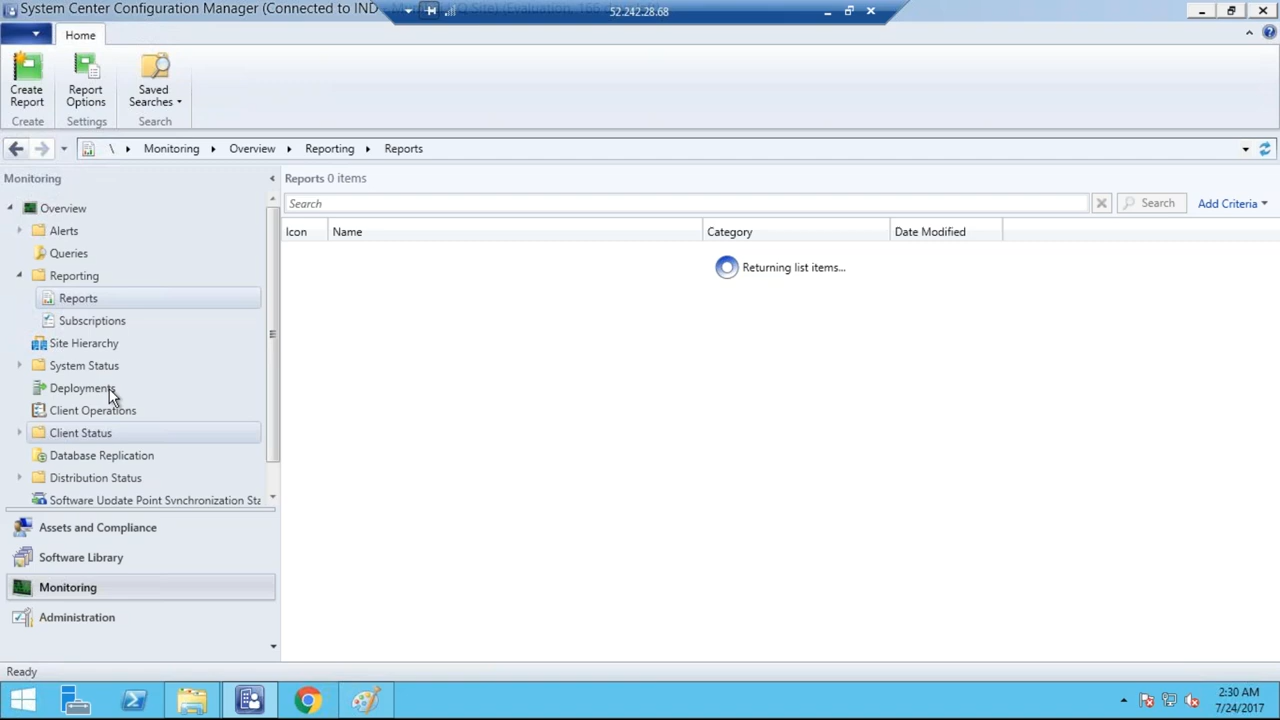 System Center Configuration Manager (Connected to IND
(Evaluation, 166
52.242.28.68
Home
Create Report
Report Options
Saved Searches
Create
Settings
Search
\ Monitoring Overview Reporting Reports
Monitoring
Reports 0 items
Search
Search
Add Criteria
Icon
Name
Category
Date Modified
Returning list items...
Overview
Alerts
Queries
Reporting
Reports
Subscriptions
Site Hierarchy
System Status
Deployments
Client Operations
Client Status
Database Replication
Distribution Status
Software Update Point Synchronization Sta
Assets and Compliance
Software Library
Monitoring
Administration
Ready
2:30 AM
7/24/2017